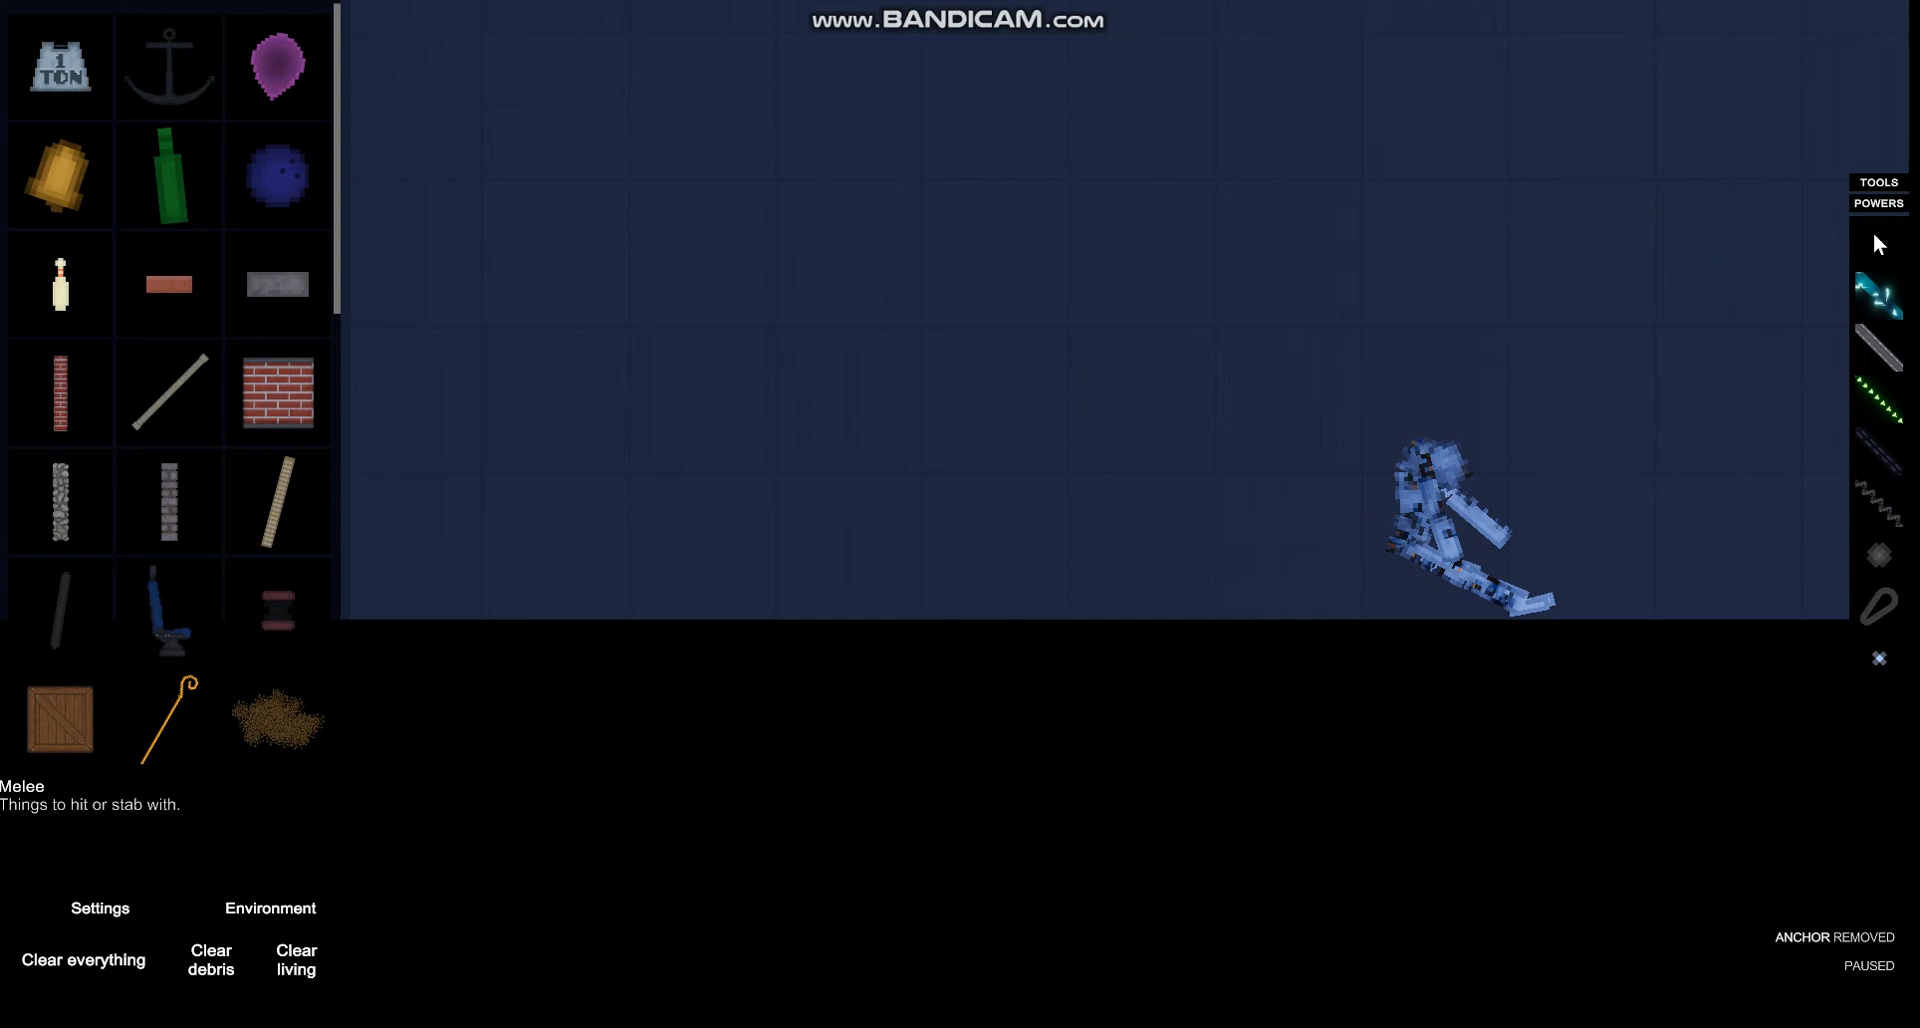 www.BANDICAM.com
1
TON
TOOLS
POWERS
Melee
Things to hit or stab with.
Settings
Environment
Clear everything
Clear
debris
Clear
living
ANCHOR REMOVED
PAUSED